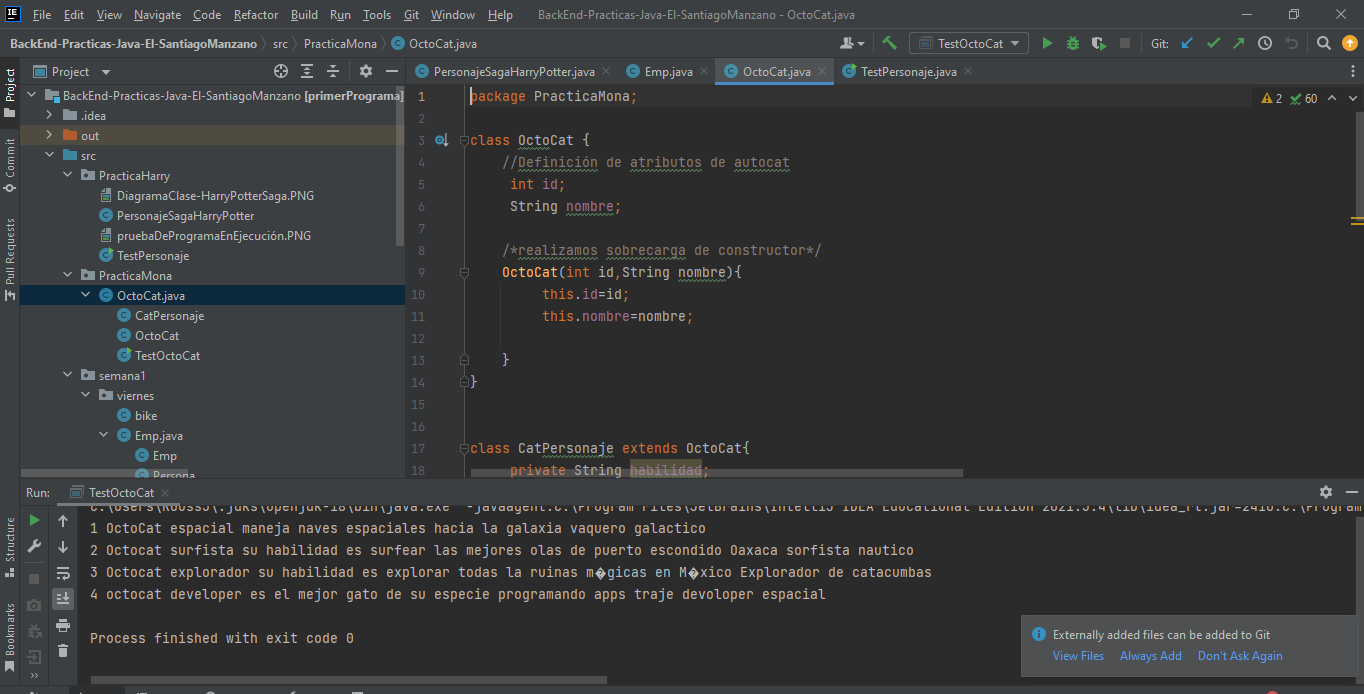 File Edit View Navigate Code Refactor Build Run Tools Git Window Help BackEnd-Practicas-Java-El-SantiagoManzano - OctoCat.java
BackEnd-Practicas-Java-El-SantiagoManzano src PracticaMona OctoCat.java TestOctoCat Git:
Project
PersonajeSagaHarryPotter.java Emp.java OctoCat.java TestPersonaje.java
Project
Commit
Pull Requests
BackEnd-Practicas-Java-El-SantiagoManzano [primerPrograma]
.idea
out
src
PracticaHarry
DiagramaClase-HarryPotterSaga.PNG
PersonajeSagaHarryPotter
pruebaDeProgramaEnEjecución.PNG
TestPersonaje
PracticaMona
OctoCat.java
CatPersonaje
OctoCat
TestOctoCat
semana1
viernes
bike
Emp.java
Emp
Persona
2 60
1 package PracticaMona;
2
3 class OctoCat {
4 //Definición de atributos de autocat
5 int id;
6 String nombre;
7
8 /*realizamos sobrecarga de constructor*/
9 OctoCat(int id,String nombre){
10 this.id=id;
11 this.nombre=nombre;
12
13 }
14 }
15
16
17 class CatPersonaje extends OctoCat{
18 private String habilidad;
Run: TestOctoCat
Structure
Bookmarks
1 OctoCat espacial maneja naves espaciales hacia la galaxia vaquero galactico
2 Octocat surfista su habilidad es surfear las mejores olas de puerto escondido Oaxaca sorfista nautico
3 Octocat explorador su habilidad es explorar todas la ruinas m�gicas en M�xico Explorador de catacumbas
4 octocat developer es el mejor gato de su especie programando apps traje devoloper espacial
Process finished with exit code 0
Externally added files can be added to Git
View Files Always Add Don't Ask Again